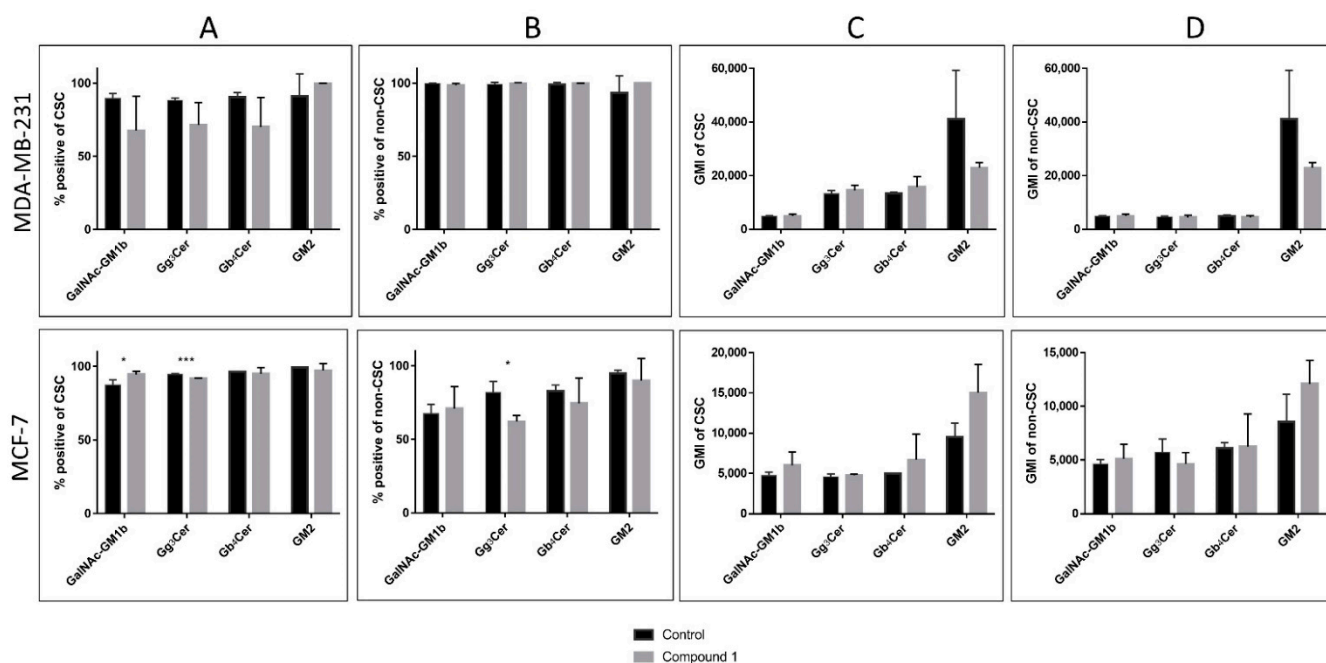 A B C D
MDA-MB-231
% positive of CSC
100
50
0
GalNAc-GM1b
Gg3Cer
Gb4Cer
GM2
% positive of non-CSC
100
50
0
GalNAc-GM1b
Gg3Cer
Gb4Cer
GM2
GMI of CSC
60,000
40,000
20,000
0
GalNAc-GM1b
Gg3Cer
Gb4Cer
GM2
GMI of non-CSC
60,000
40,000
20,000
0
GalNAc-GM1b
Gg3Cer
Gb4Cer
GM2
MCF-7
% positive of CSC
100
50
0
* ***
GalNAc-GM1b
Gg3Cer
Gb4Cer
GM2
% positive of non-CSC
100
50
0
*
GalNAc-GM1b
Gg3Cer
Gb4Cer
GM2
GMI of CSC
20,000
15,000
10,000
5,000
0
GalNAc-GM1b
Gg3Cer
Gb4Cer
GM2
GMI of non-CSC
15,000
10,000
5,000
0
GalNAc-GM1b
Gg3Cer
Gb4Cer
GM2
Control
Compound 1